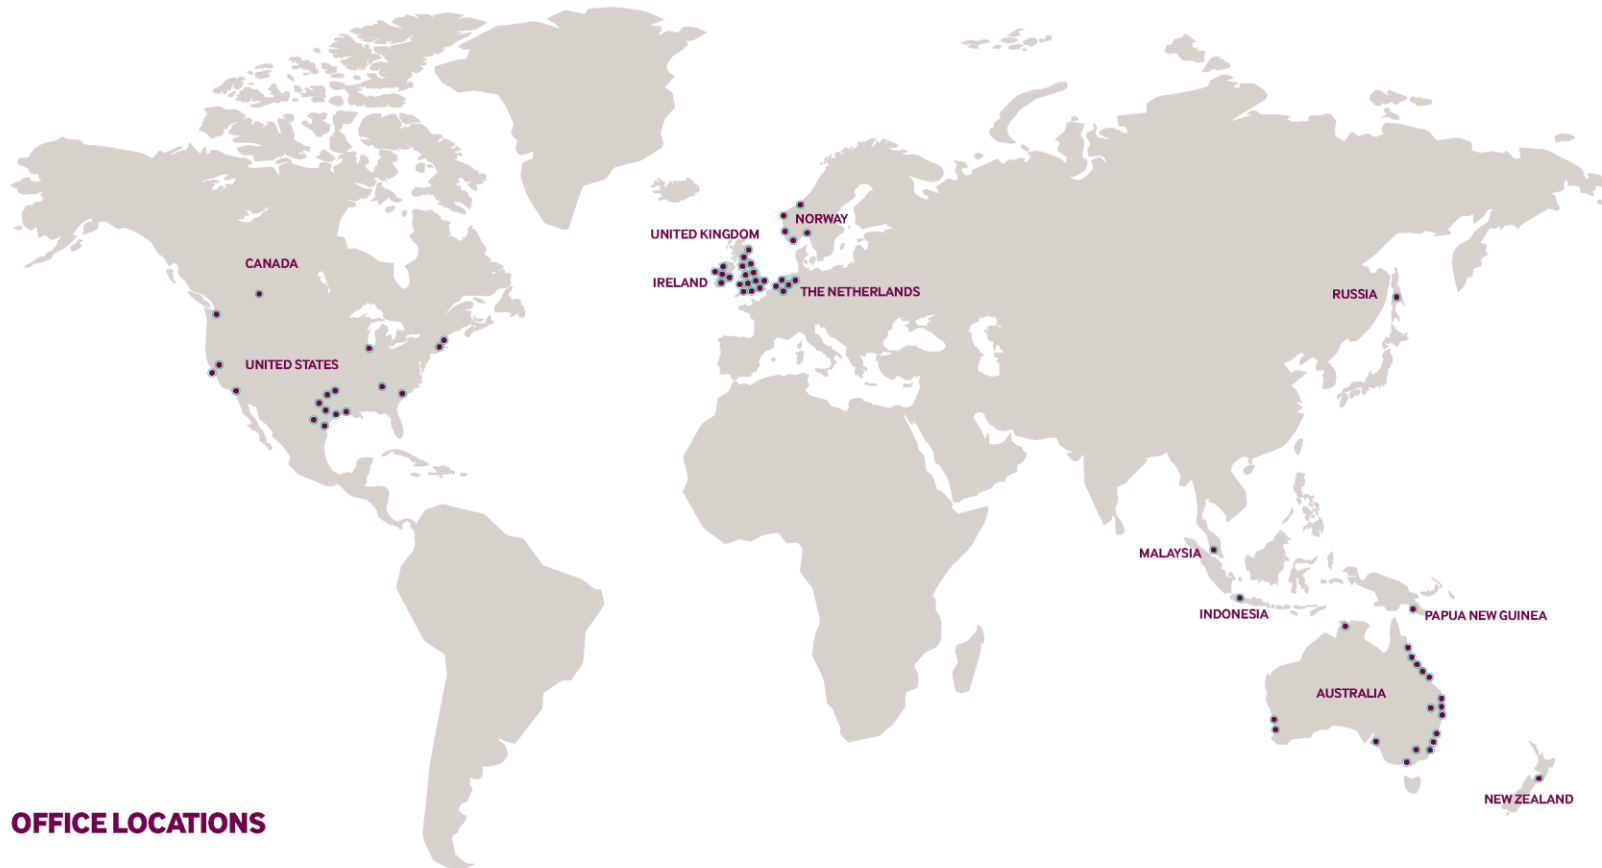 NORWAY
UNITED KINGDOM
CANADA
IRELAND
THE NETHERLANDS
RUSSIA
UNITED STATES
MALAYSIA
INDONESIA
PAPUA NEW GUINEA
AUSTRALIA
NEW ZEALAND
OFFICE LOCATIONS